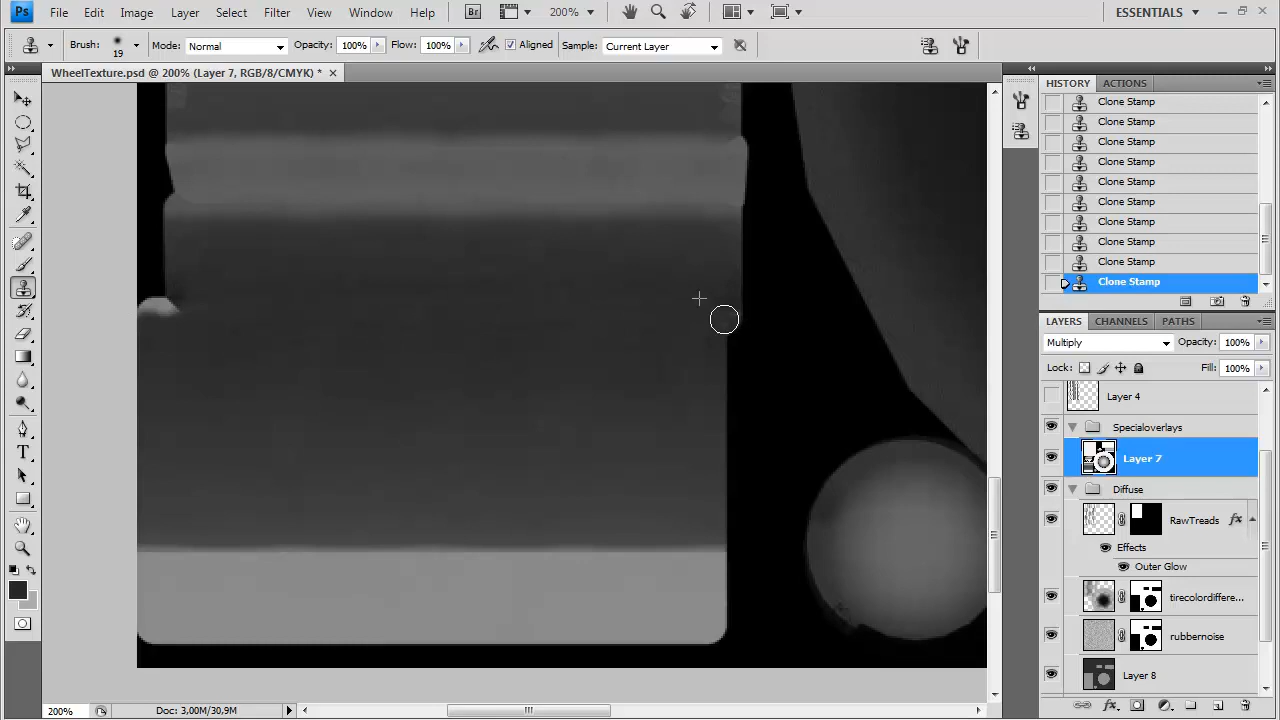 Ps File Edit Image Layer Select Filter View Window Help Br 200% ESSENTIALS
Brush: 19 Mode: Normal Opacity: 100% Flow: 100% Aligned Sample: Current Layer
WheelTexture.psd @ 200% (Layer 7, RGB/8/CMYK) *
HISTORY ACTIONS
Clone Stamp
Clone Stamp
Clone Stamp
Clone Stamp
Clone Stamp
Clone Stamp
Clone Stamp
Clone Stamp
Clone Stamp
Clone Stamp
LAYERS CHANNELS PATHS
Multiply Opacity: 100%
Lock: Fill: 100%
Layer 4
Specialoverlays
Layer 7
Diffuse
RawTreads fx
Effects
Outer Glow
tirecolordiffere...
rubbernoise
Layer 8
200% Doc: 3,00M/30,9M